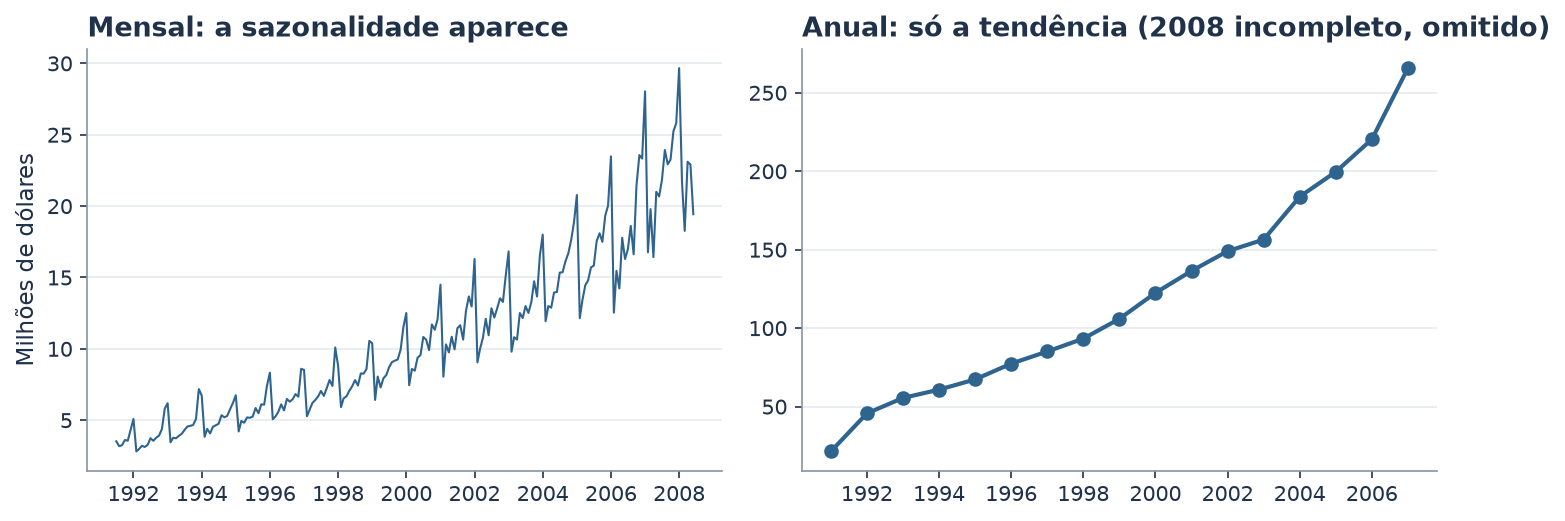 Mensal: a sazonalidade aparece
Milhões de dólares
30
25
20
15
10
5
1992 1994 1996 1998 2000 2002 2004 2006 2008
Anual: só a tendência (2008 incompleto, omitido)
250
200
150
100
50
1992 1994 1996 1998 2000 2002 2004 2006